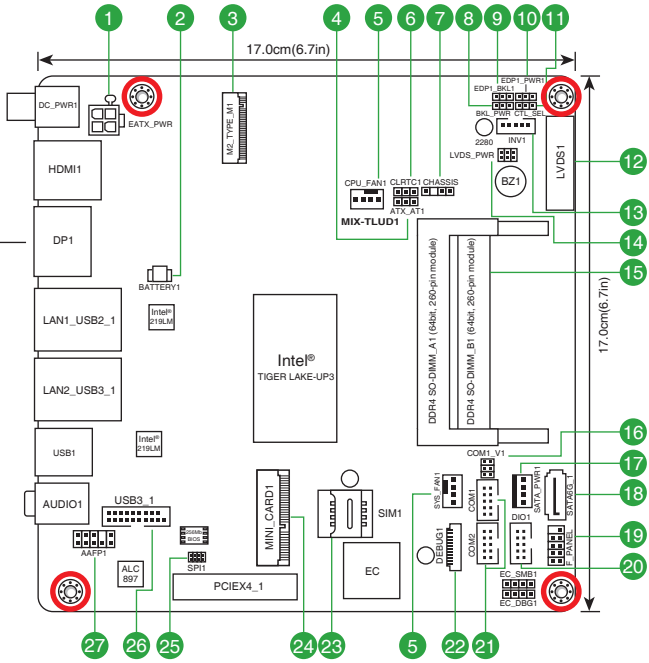 1
2
3
4
5
6
7
8
9
10
11
17.0cm(6.7in)
EDP1_PWR1
EDP1_BKL1
DC_PWR1
EATX_PWR
M2_TYPE_M1
BKL_PWR
CTL_SEL
2280
INV1
LVDS_PWR
LVDS1
12
HDMI1
CPU_FAN1
CLRTC1
CHASSIS
BZ1
ATX_AT1
MIX-TLUD1
13
14
DP1
15
BATTERY1
DDR4 SO-DIMM_A1 (64bit, 260-pin module)
DDR4 SO-DIMM_B1 (64bit, 260-pin module)
17.0cm(6.7in)
LAN1_USB2_1
Intel®
219LM
Intel®
TIGER LAKE-UP3
LAN2_USB3_1
16
USB1
Intel®
219LM
COM1_V1
17
AUDIO1
USB3_1
MINI_CARD1
SIM1
SYS_FAN1
COM1
SATA_PWR1
SATA6G_1
18
256Mb
BIOS
DIO1
19
AAFP1
SPI1
DEBUG1
COM2
F_PANEL
20
ALC
897
EC
EC_SMB1
PCIEX4_1
EC_DBG1
27
26
25
24
23
5
22
21